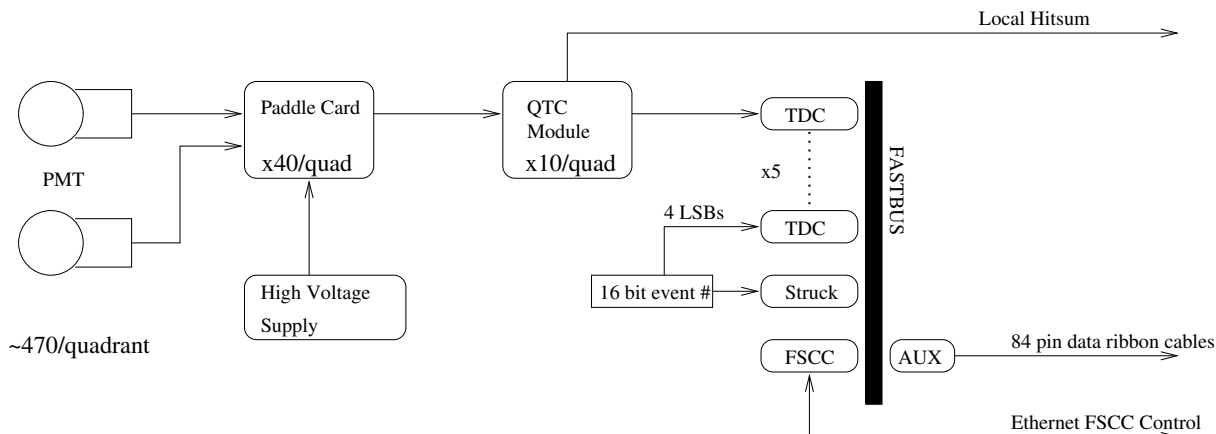 Local Hitsum
Paddle Card
x40/quad
QTC
Module
x10/quad
TDC
x5
PMT
4 LSBs
TDC
FASTBUS
High Voltage
Supply
16 bit event #
Struck
~470/quadrant
FSCC
AUX
84 pin data ribbon cables
Ethernet FSCC Control